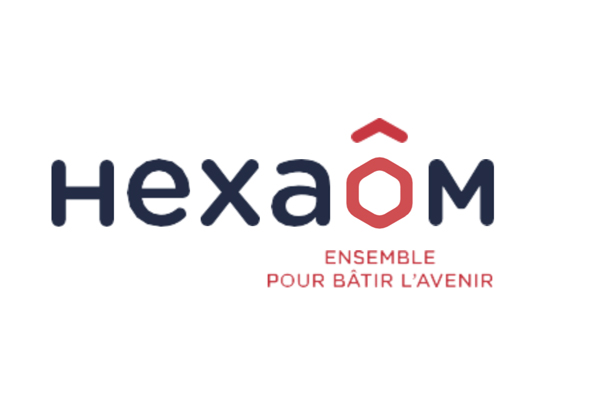 Hexaôm
ENSEMBLE
POUR BÂTIR L'AVENIR